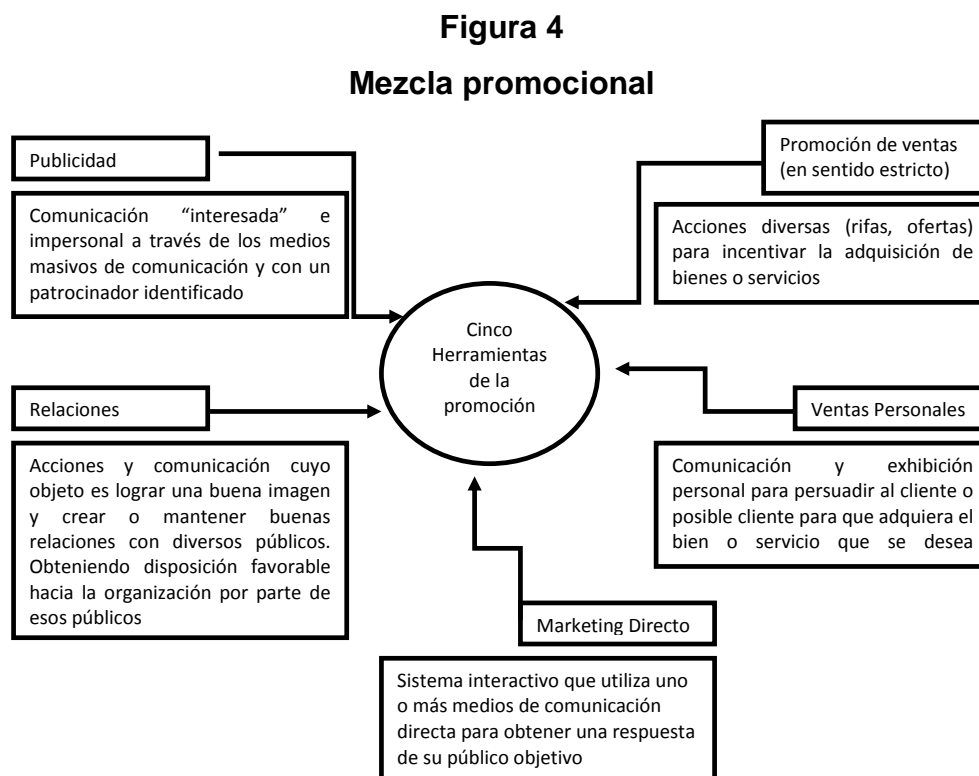 Figura 4
Mezcla promocional
Publicidad
Comunicación “interesada” e
impersonal a través de los medios
masivos de comunicación y con un
patrocinador identificado
Promoción de ventas
(en sentido estricto)
Acciones diversas (rifas, ofertas)
para incentivar la adquisición de
bienes o servicios
Cinco
Herramientas
de la
promoción
Relaciones
Acciones y comunicación cuyo
objeto es lograr una buena imagen
y crear o mantener buenas
relaciones con diversos públicos.
Obteniendo disposición favorable
hacia la organización por parte de
esos públicos
Ventas Personales
Comunicación y exhibición
personal para persuadir al cliente o
posible cliente para que adquiera el
bien o servicio que se desea
Marketing Directo
Sistema interactivo que utiliza uno
o más medios de comunicación
directa para obtener una respuesta
de su público objetivo